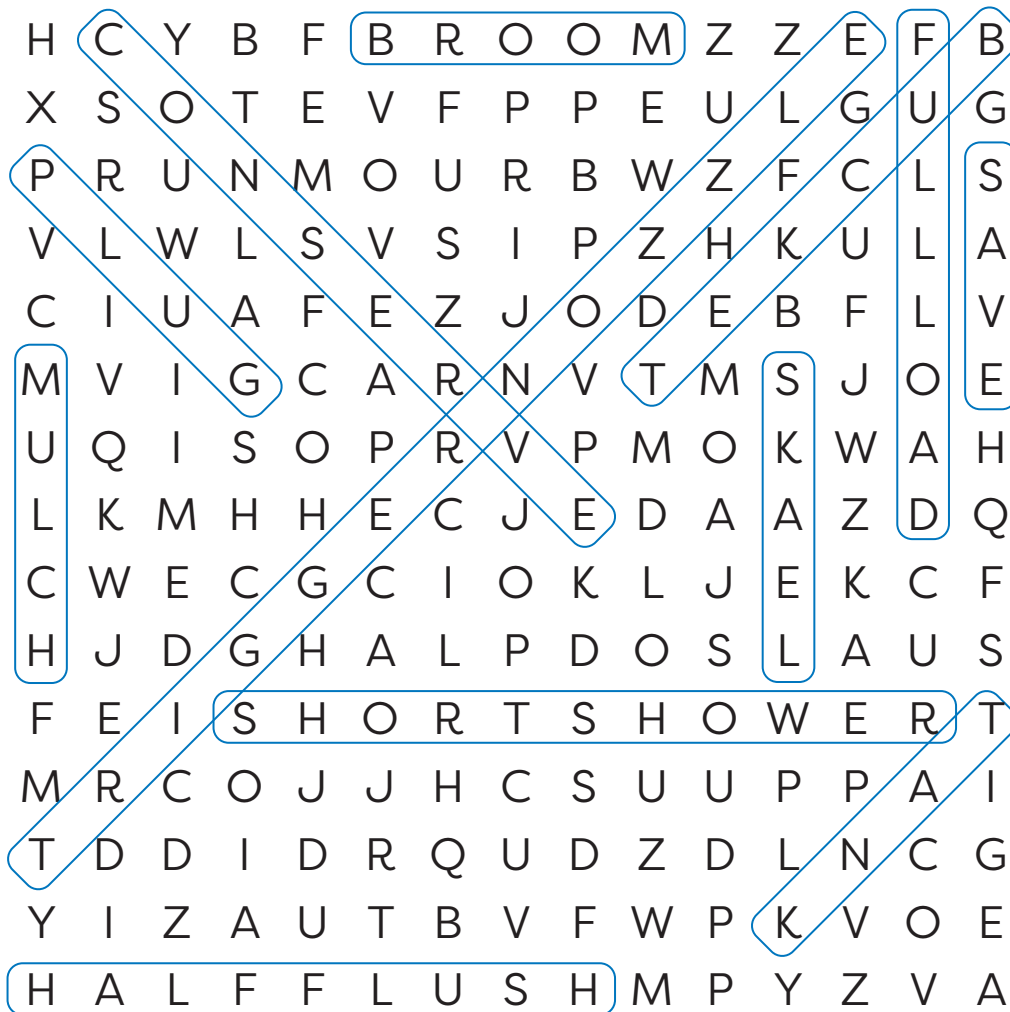 H C Y B F B R O O M Z Z E F B
X S O T E V F P P E U L G U G
P R U N M O U R B W Z F C L S
V L W L S V S I P Z H K U L A
C I U A F E Z J O D E B F L V
M V I G C A R N V T M S J O E
U Q I S O P R V P M O K W A H
L K M H H E C J E D A A Z D Q
C W E C G C I O K L J E K C F
H J D G H A L P D O S L A U S
F E I S H O R T S H O W E R T
M R C O J J H C S U U P P A I
T D D I D R Q U D Z D L N C G
Y I Z A U T B V F W P K V O E
H A L F F L U S H M P Y Z V A